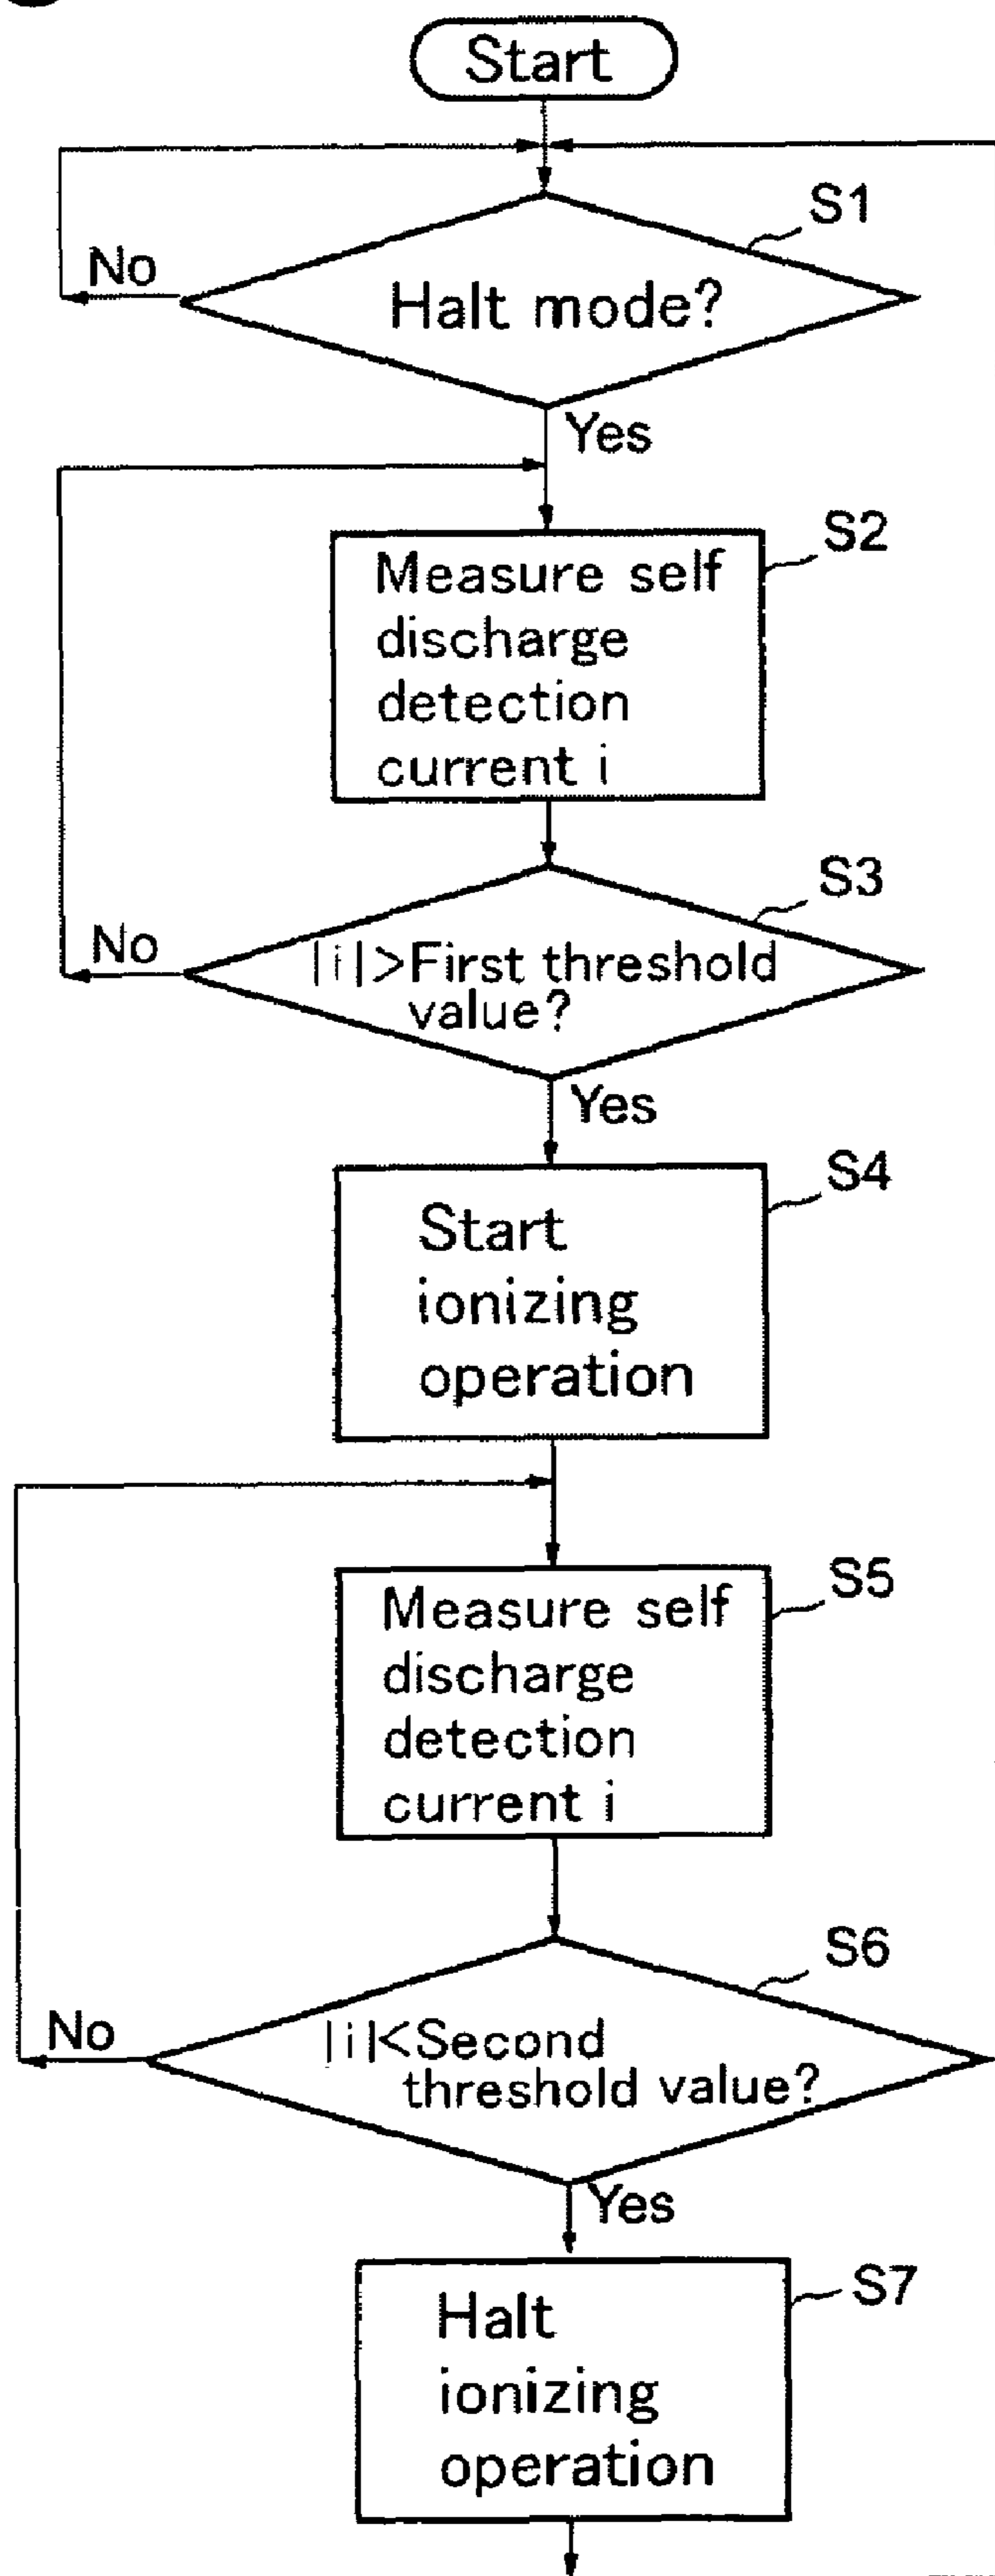 Start
S1
No
Halt mode?
Yes
S2
Measure self
discharge
detection
current i
S3
No
|i|>First threshold
value?
Yes
S4
Start
ionizing
operation
S5
Measure self
discharge
detection
current i
S6
No
|i|<Second
threshold value?
Yes
S7
Halt
ionizing
operation